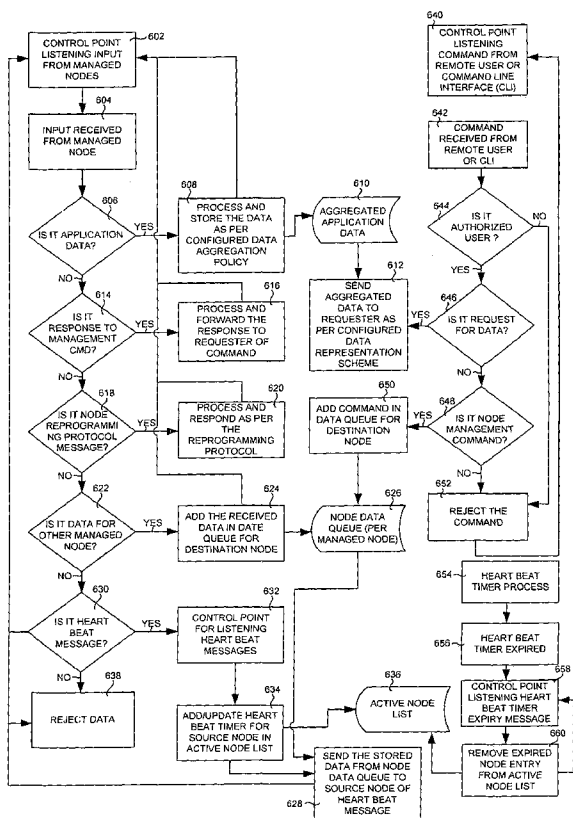 602
CONTROL POINT
LISTENING INPUT
FROM MANAGED
NODES
604
INPUT RECEIVED
FROM MANAGED
NODE
606
IS IT APPLICATION
DATA?
YES
NO
608
PROCESS AND
STORE THE DATA
AS PER
CONFIGURED DATA
AGGREGATION
POLICY
610
AGGREGATED
APPLICATION
DATA
612
SEND
AGGREGATED
DATA TO
REQUESTER AS
PER CONFIGURED
DATA
REPRESENTATION
SCHEME
614
IS IT
RESPONSE TO
MANAGEMENT
CMD?
YES
NO
616
PROCESS AND
FORWARD THE
RESPONSE TO
REQUESTER OF
COMMAND
618
IS IT NODE
REPROGRAMMI
NG PROTOCOL
MESSAGE?
YES
NO
620
PROCESS AND
RESPOND AS PER
THE
REPROGRAMMING
PROTOCOL
622
IS IT DATA FOR
OTHER MANAGED
NODE?
YES
NO
624
ADD THE RECEIVED
DATA IN DATE
QUEUE FOR
DESTINATION NODE
626
NODE DATA
QUEUE (PER
MANAGED NODE)
630
IS IT HEART
BEAT
MESSAGE?
YES
NO
632
CONTROL POINT
FOR LISTENING
HEART BEAT
MESSAGES
634
ADD/UPDATE HEART
BEAT TIMER FOR
SOURCE NODE IN
ACTIVE NODE LIST
636
ACTIVE NODE
LIST
638
REJECT DATA
SEND THE STORED
DATA FROM NODE
DATA QUEUE TO
SOURCE NODE OF
HEART BEAT
MESSAGE
628
640
CONTROL POINT
LISTENING
COMMAND FROM
REMOTE USER OR
COMMAND LINE
INTERFACE (CLI)
642
COMMAND
RECEIVED FROM
REMOTE USER
OR CLI
644
IS IT
AUTHORIZED
USER ?
NO
YES
646
IS IT REQUEST
FOR DATA?
YES
NO
648
IS IT NODE
MANAGEMENT
COMMAND?
YES
NO
650
ADD COMMAND IN
DATA QUEUE FOR
DESTINATION
NODE
652
REJECT THE
COMMAND
654
HEART BEAT
TIMER PROCESS
656
HEART BEAT
TIMER EXPIRED
658
CONTROL POINT
LISTENING HEART
BEAT TIMER
EXPIRY MESSAGE
660
REMOVE EXPIRED
NODE ENTRY
FROM ACTIVE
NODE LIST